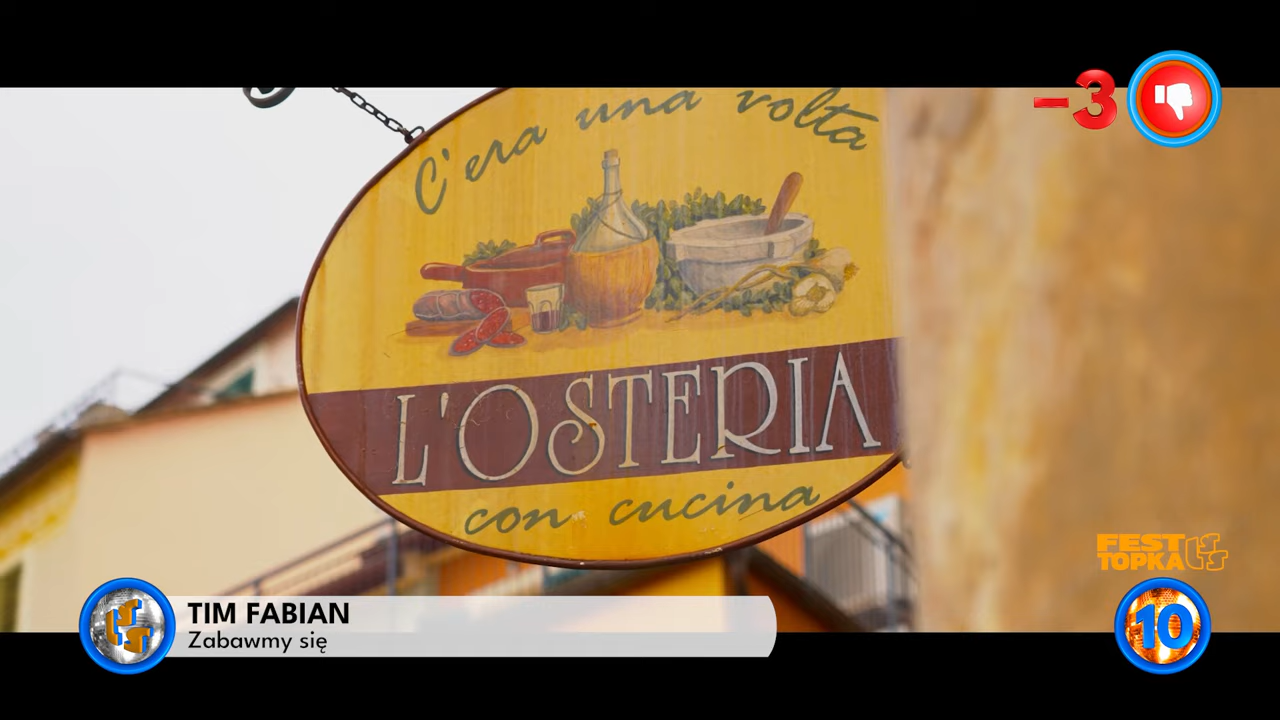 -3
C'era una volta
L'OSTERIA
con cucina
FEST
TOPKA
TIM FABIAN
Zabawmy się
10